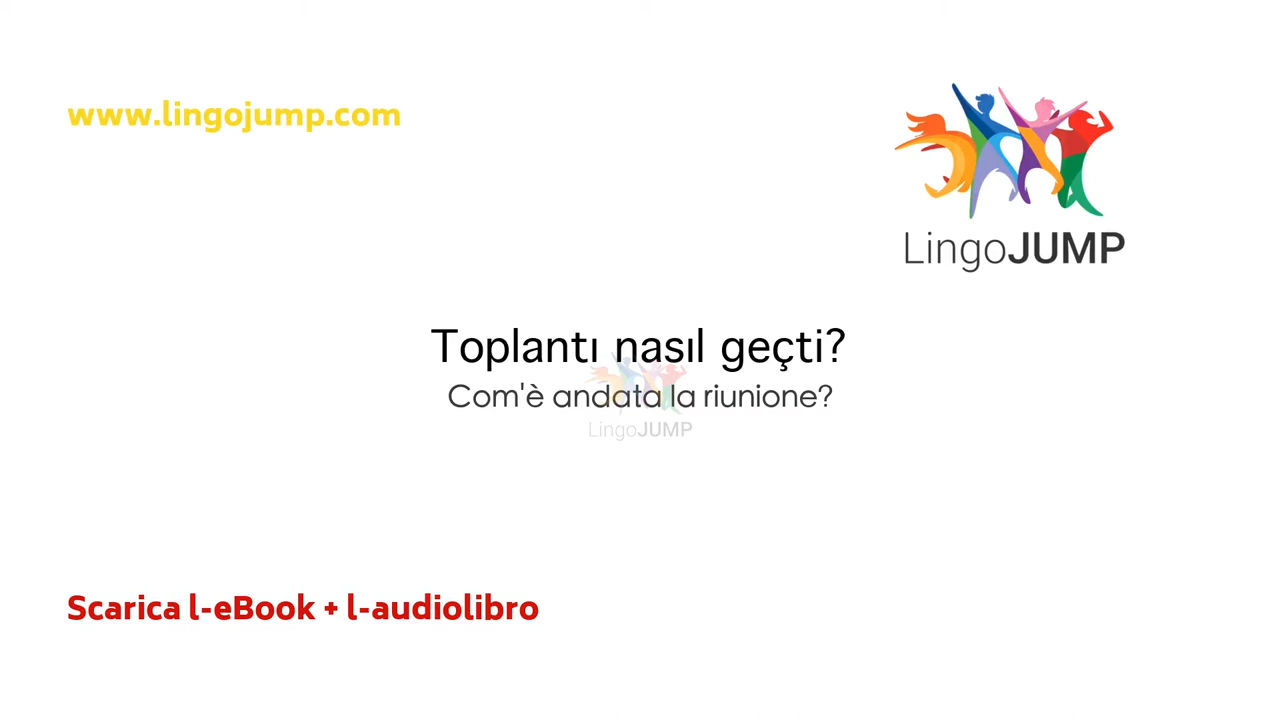 www.lingojump.com
LingoJUMP
Toplantı nasıl geçti?
Com'è andata la riunione?
LingoJUMP
Scarica l-eBook + l-audiolibro